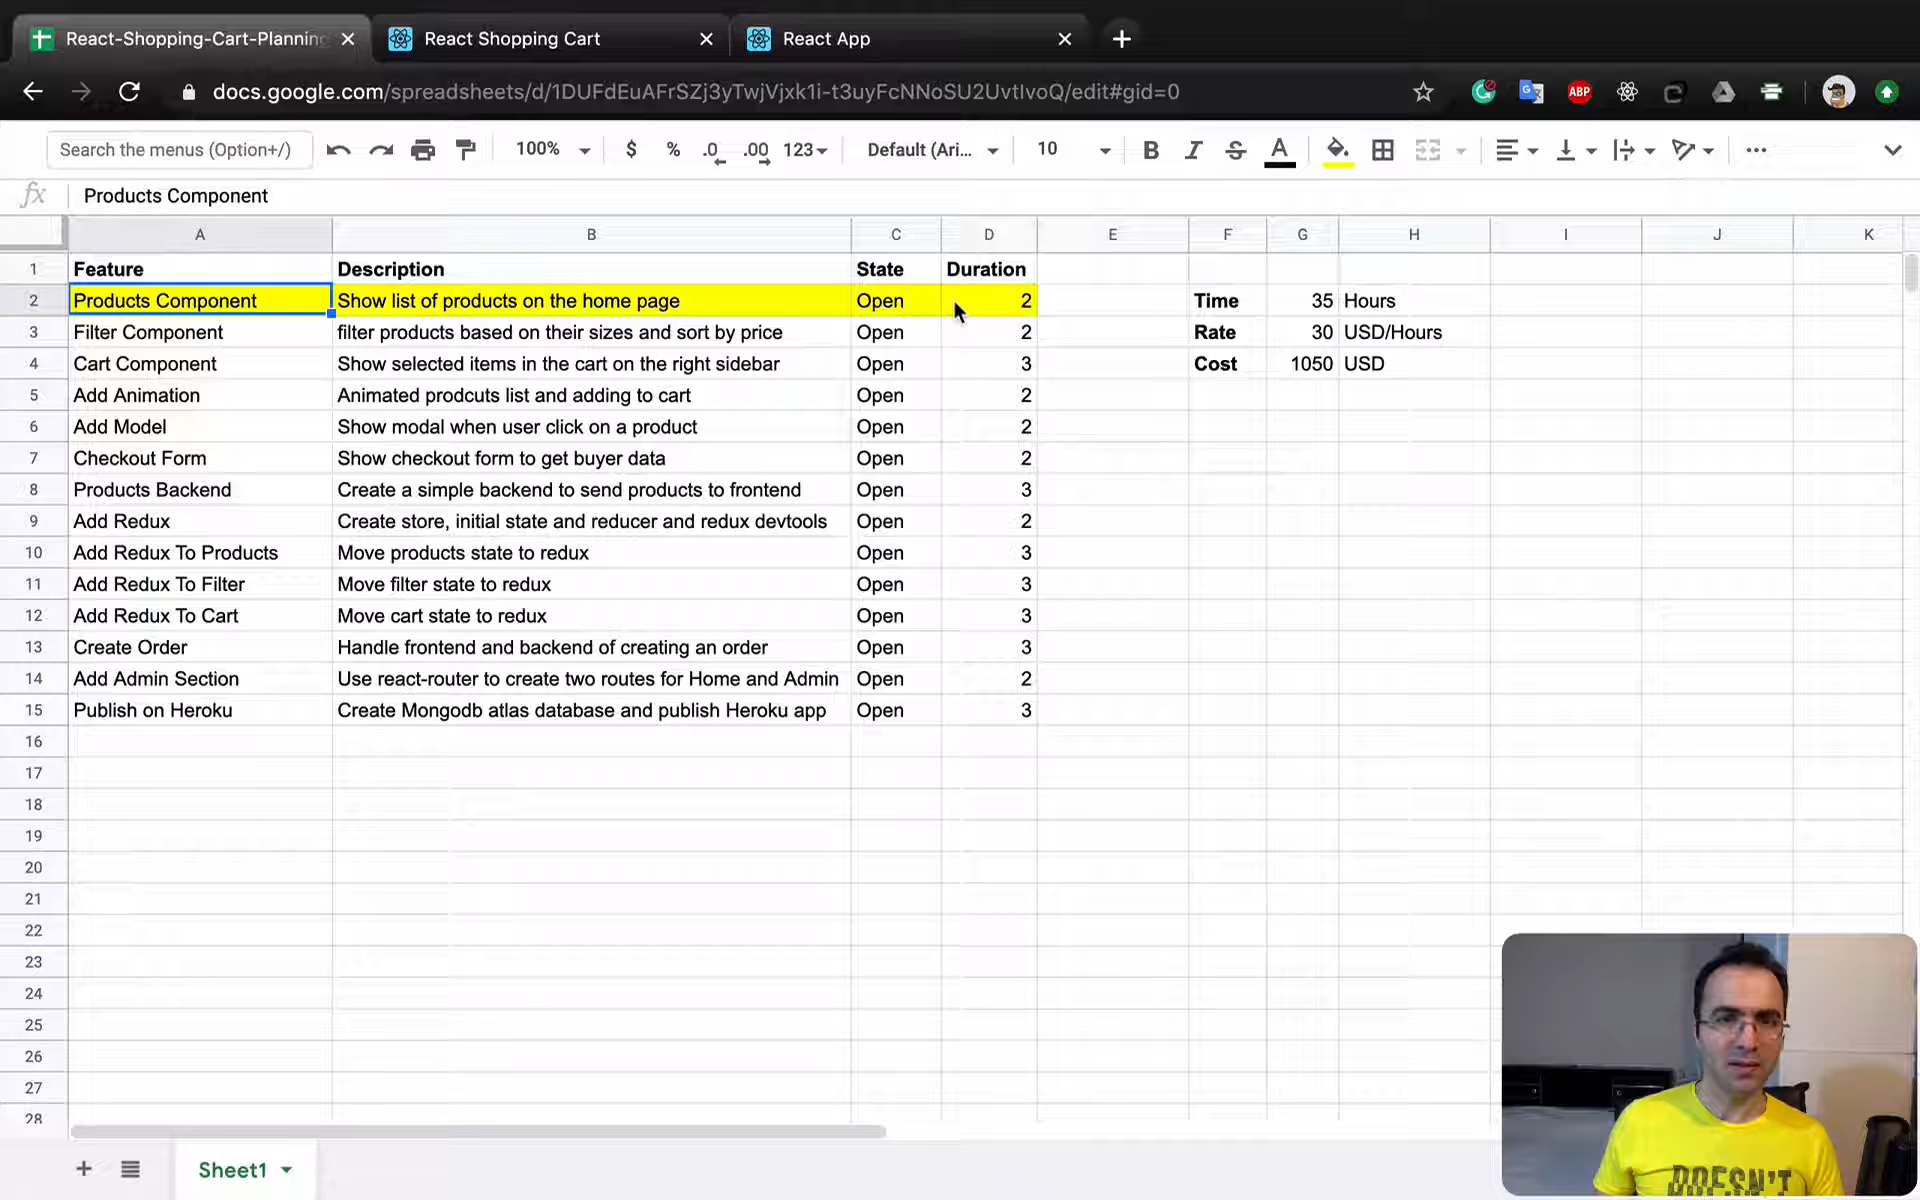 React-Shopping-Cart-Planning
React Shopping Cart
React App
docs.google.com/spreadsheets/d/1DUFdEuAFrSZj3yTwjVjxk1i-t3uyFcNNoSU2UvtIvoQ/edit#gid=0
ABP
Search the menus (Option+/)
100%
$ % .0 .00 123
Default (Ari...
10
B I S A
fx Products Component
A B C D E F G H I J K
1 Feature Description State Duration
2 Products Component Show list of products on the home page Open 2 Time 35 Hours
3 Filter Component filter products based on their sizes and sort by price Open 2 Rate 30 USD/Hours
4 Cart Component Show selected items in the cart on the right sidebar Open 3 Cost 1050 USD
5 Add Animation Animated prodcuts list and adding to cart Open 2
6 Add Model Show modal when user click on a product Open 2
7 Checkout Form Show checkout form to get buyer data Open 2
8 Products Backend Create a simple backend to send products to frontend Open 3
9 Add Redux Create store, initial state and reducer and redux devtools Open 2
10 Add Redux To Products Move products state to redux Open 3
11 Add Redux To Filter Move filter state to redux Open 3
12 Add Redux To Cart Move cart state to redux Open 3
13 Create Order Handle frontend and backend of creating an order Open 3
14 Add Admin Section Use react-router to create two routes for Home and Admin Open 2
15 Publish on Heroku Create Mongodb atlas database and publish Heroku app Open 3
16
17
18
19
20
21
22
23
24
25
26
27
28
Sheet1
DOESN'T